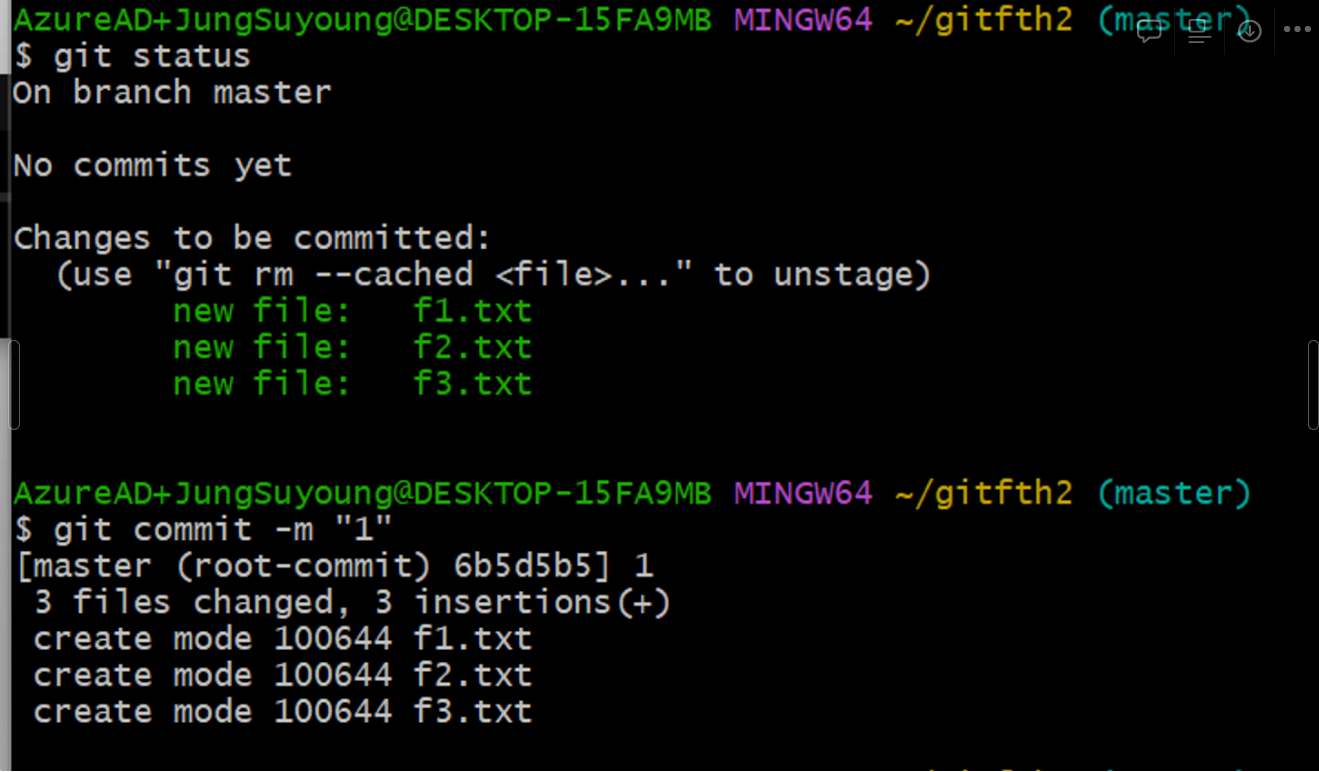 AzureAD+JungSuyoung@DESKTOP-15FA9MB MINGW64 ~/gitfth2 (master)
$ git status
On branch master
No commits yet
Changes to be committed:
  (use "git rm --cached <file>..." to unstage)
        new file:   f1.txt
        new file:   f2.txt
        new file:   f3.txt
AzureAD+JungSuyoung@DESKTOP-15FA9MB MINGW64 ~/gitfth2 (master)
$ git commit -m "1"
[master (root-commit) 6b5d5b5] 1
 3 files changed, 3 insertions(+)
 create mode 100644 f1.txt
 create mode 100644 f2.txt
 create mode 100644 f3.txt